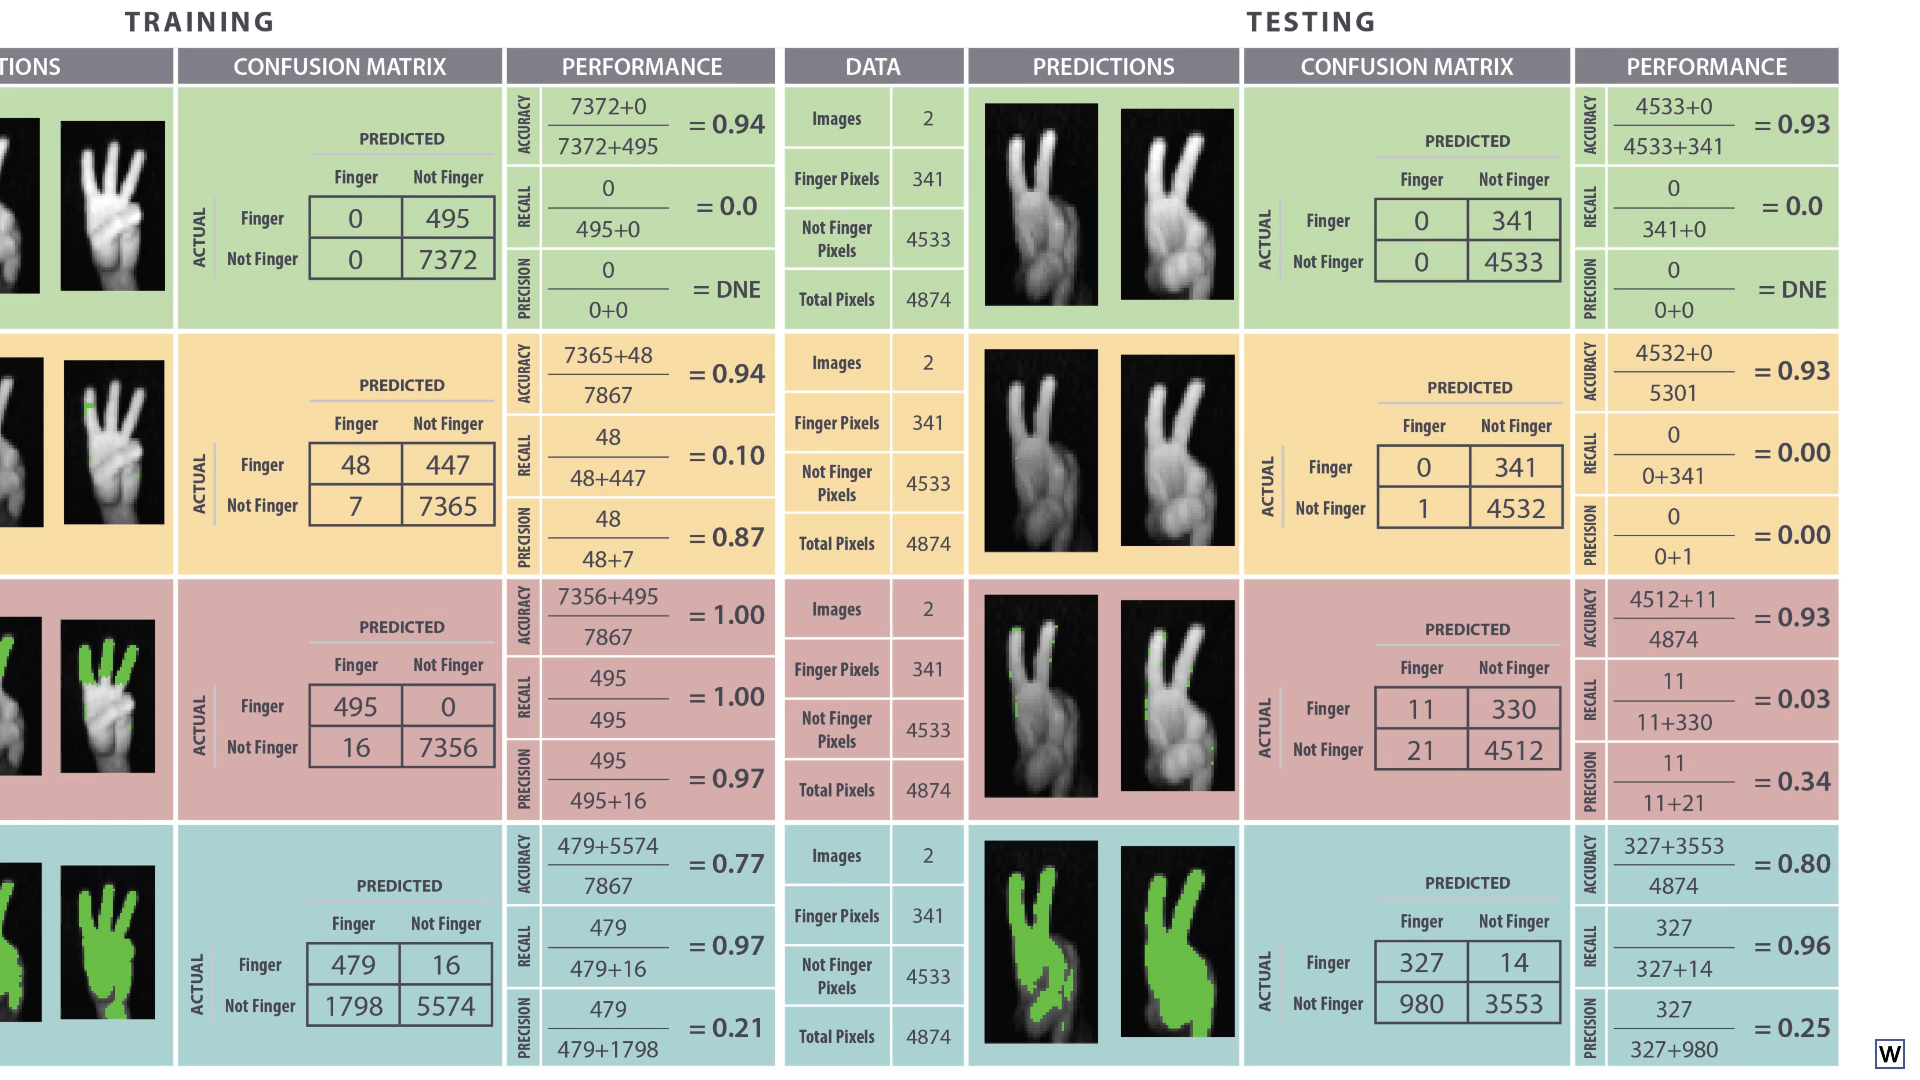 TRAINING
TESTING
TIONS CONFUSION MATRIX PERFORMANCE DATA PREDICTIONS CONFUSION MATRIX PERFORMANCE
PREDICTED
Finger Not Finger
ACTUAL
Finger 0 495
Not Finger 0 7372
ACCURACY
7372+0
7372+495
= 0.94
RECALL
0
495+0
= 0.0
PRECISION
0
0+0
= DNE
Images 2
Finger Pixels 341
Not Finger
Pixels 4533
Total Pixels 4874
PREDICTED
Finger Not Finger
ACTUAL
Finger 0 341
Not Finger 0 4533
ACCURACY
4533+0
4533+341
= 0.93
RECALL
0
341+0
= 0.0
PRECISION
0
0+0
= DNE
PREDICTED
Finger Not Finger
ACTUAL
Finger 48 447
Not Finger 7 7365
ACCURACY
7365+48
7867
= 0.94
RECALL
48
48+447
= 0.10
PRECISION
48
48+7
= 0.87
Images 2
Finger Pixels 341
Not Finger
Pixels 4533
Total Pixels 4874
PREDICTED
Finger Not Finger
ACTUAL
Finger 0 341
Not Finger 1 4532
ACCURACY
4532+0
5301
= 0.93
RECALL
0
0+341
= 0.00
PRECISION
0
0+1
= 0.00
PREDICTED
Finger Not Finger
ACTUAL
Finger 495 0
Not Finger 16 7356
ACCURACY
7356+495
7867
= 1.00
RECALL
495
495
= 1.00
PRECISION
495
495+16
= 0.97
Images 2
Finger Pixels 341
Not Finger
Pixels 4533
Total Pixels 4874
PREDICTED
Finger Not Finger
ACTUAL
Finger 11 330
Not Finger 21 4512
ACCURACY
4512+11
4874
= 0.93
RECALL
11
11+330
= 0.03
PRECISION
11
11+21
= 0.34
PREDICTED
Finger Not Finger
ACTUAL
Finger 479 16
Not Finger 1798 5574
ACCURACY
479+5574
7867
= 0.77
RECALL
479
479+16
= 0.97
PRECISION
479
479+1798
= 0.21
Images 2
Finger Pixels 341
Not Finger
Pixels 4533
Total Pixels 4874
PREDICTED
Finger Not Finger
ACTUAL
Finger 327 14
Not Finger 980 3553
ACCURACY
327+3553
4874
= 0.80
RECALL
327
327+14
= 0.96
PRECISION
327
327+980
= 0.25
W